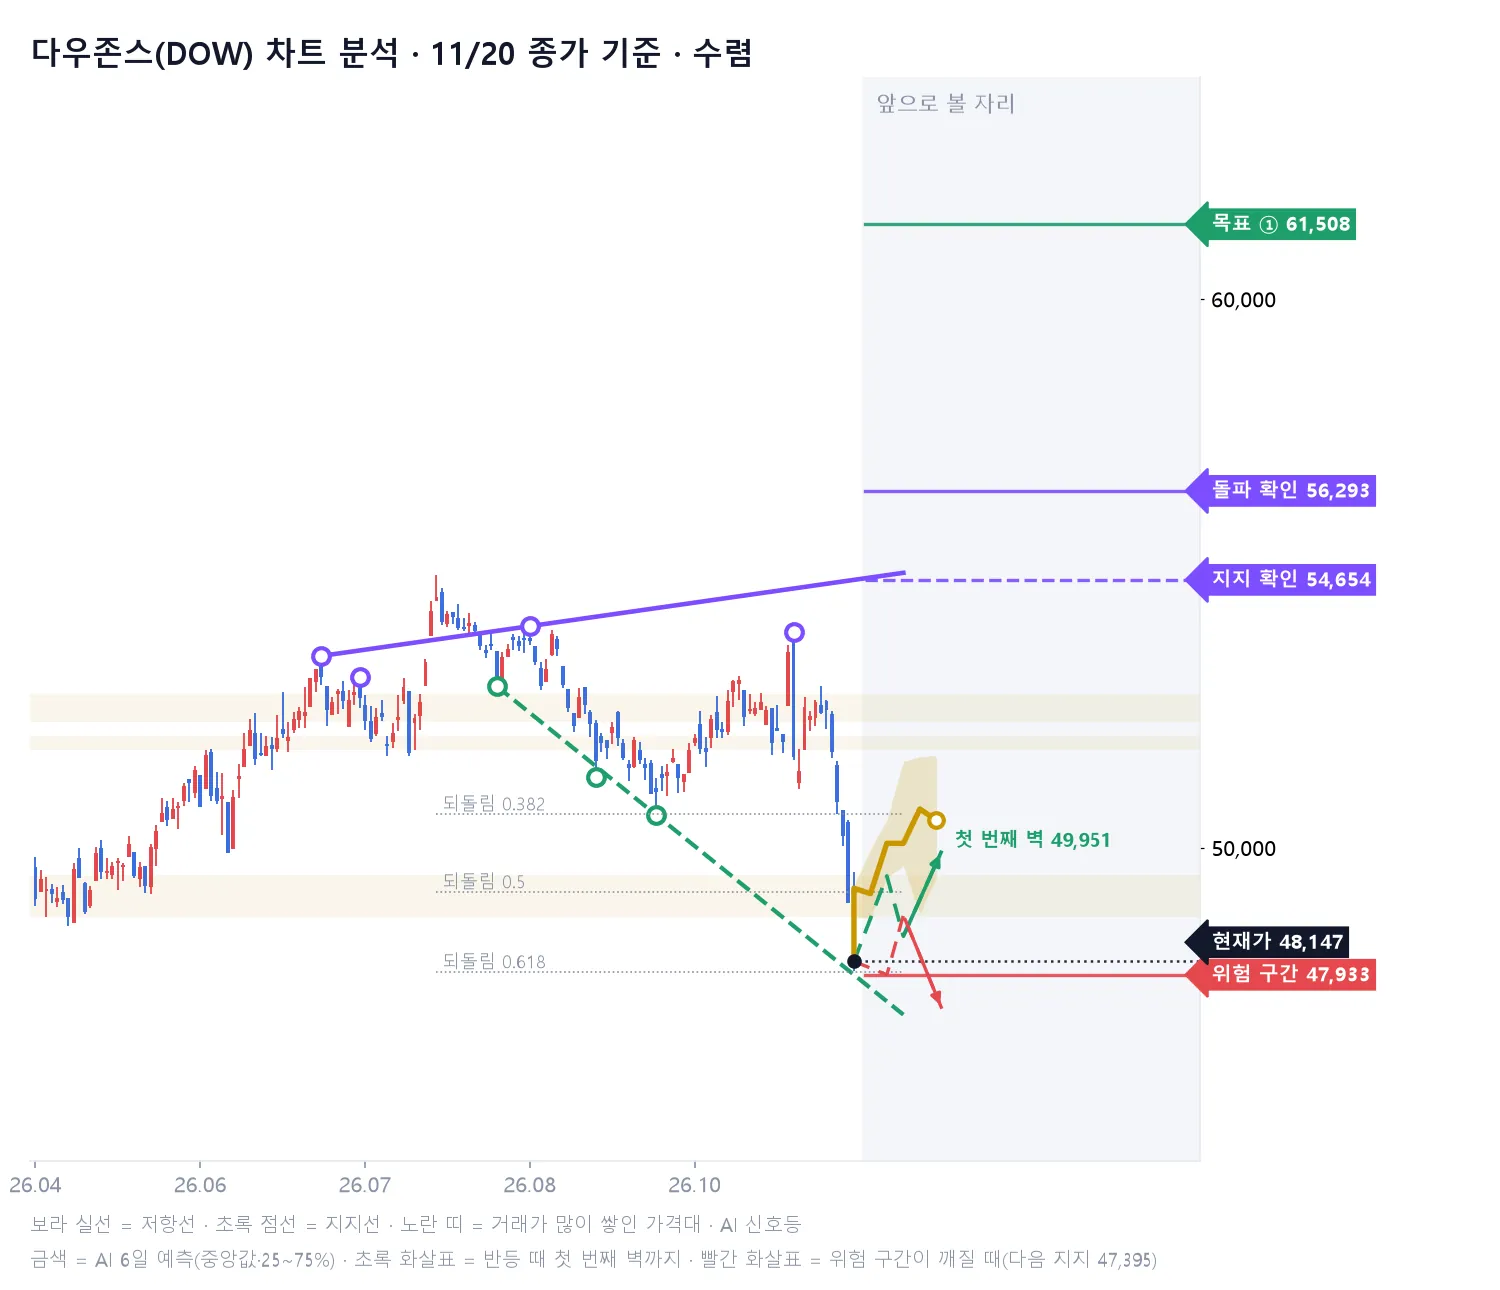 다우존스(DOW) 차트 분석 · 11/20 종가 기준 · 수렴
앞으로 볼 자리
목표 ① 61,508
60,000
돌파 확인 56,293
지지 확인 54,654
되돌림 0.382
첫 번째 벽 49,951
50,000
되돌림 0.5
현재가 48,147
되돌림 0.618
위험 구간 47,933
26.04 26.06 26.07 26.08 26.10
보라 실선 = 저항선 · 초록 점선 = 지지선 · 노란 띠 = 거래가 많이 쌓인 가격대 · AI 신호등
금색 = AI 6일 예측(중앙값·25~75%) · 초록 화살표 = 반등 때 첫 번째 벽까지 · 빨간 화살표 = 위험 구간이 깨질 때(다음 지지 47,395)